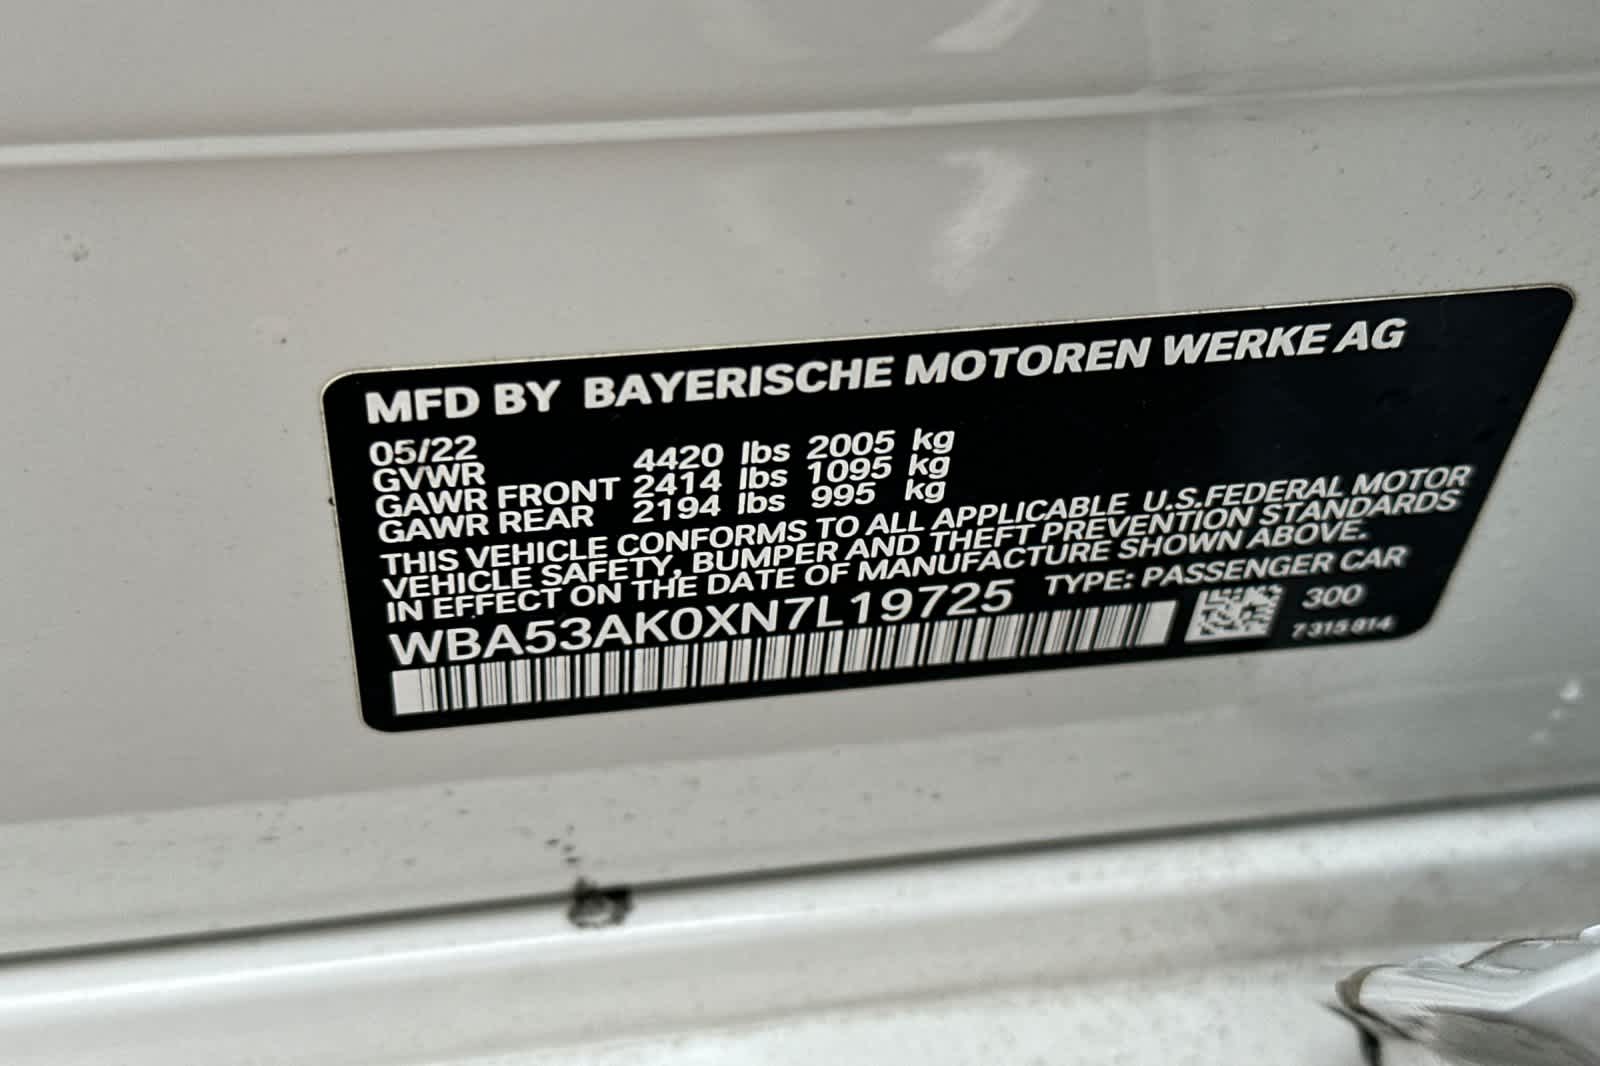 MFD BY BAYERISCHE MOTOREN WERKE AG
05/22
GVWR 4420 lbs 2005 kg
GAWR FRONT 2414 lbs 1095 kg
GAWR REAR 2194 lbs 995 kg
THIS VEHICLE CONFORMS TO ALL APPLICABLE U.S.FEDERAL MOTOR
VEHICLE SAFETY, BUMPER AND THEFT PREVENTION STANDARDS
IN EFFECT ON THE DATE OF MANUFACTURE SHOWN ABOVE.
WBA53AK0XN7L19725 TYPE: PASSENGER CAR
300
7 315 814